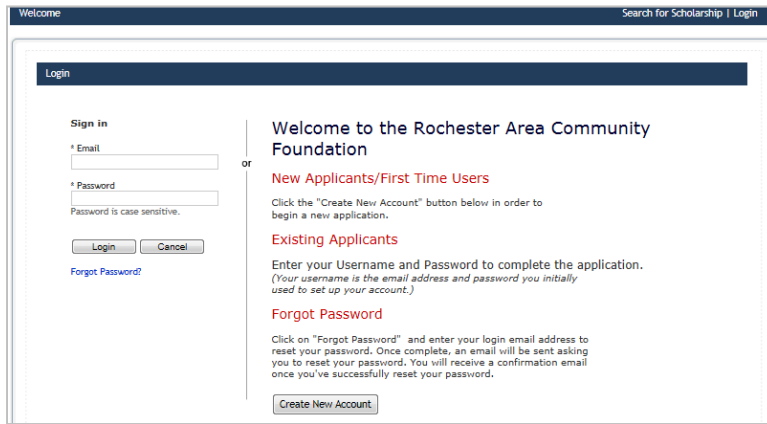 Welcome
Search for Scholarship | Login
Login
Sign in
* Email
* Password
Password is case sensitive.
Login
Cancel
Forgot Password?
or
Welcome to the Rochester Area Community
Foundation
New Applicants/First Time Users
Click the "Create New Account" button below in order to
begin a new application.
Existing Applicants
Enter your Username and Password to complete the application.
(Your username is the email address and password you initially
used to set up your account.)
Forgot Password
Click on "Forgot Password" and enter your login email address to
reset your password. Once complete, an email will be sent asking
you to reset your password. You will receive a confirmation email
once you've successfully reset your password.
Create New Account